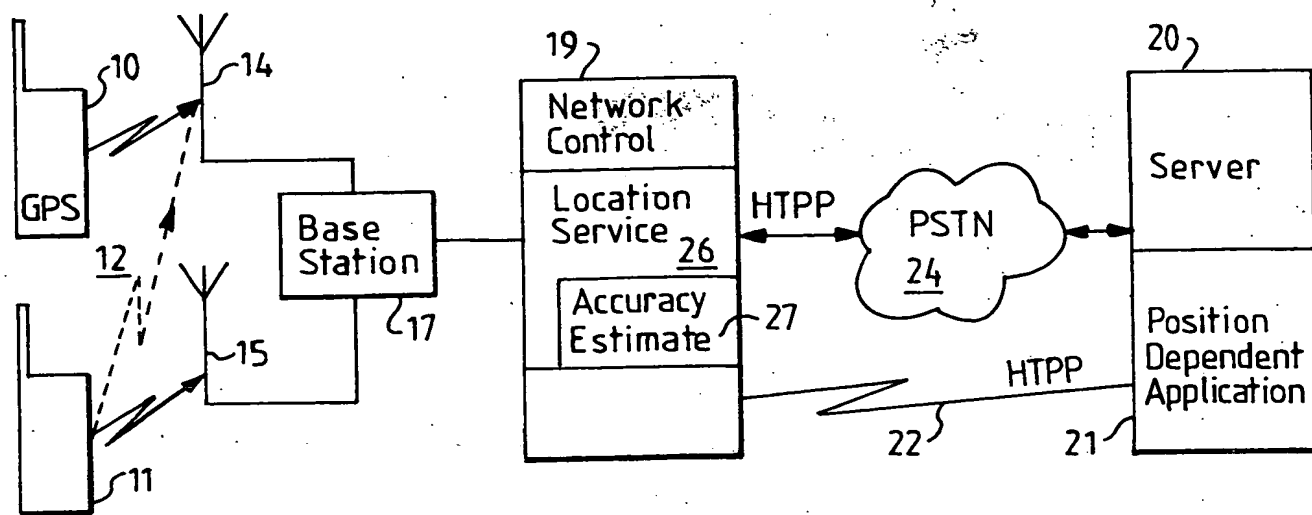 10
GPS
14
12
11
15
Base
Station
17
19
Network
Control
Location
Service
26
Accuracy
Estimate
27
HTPP
PSTN
24
HTPP
22
20
Server
Position
Dependent
Application
21